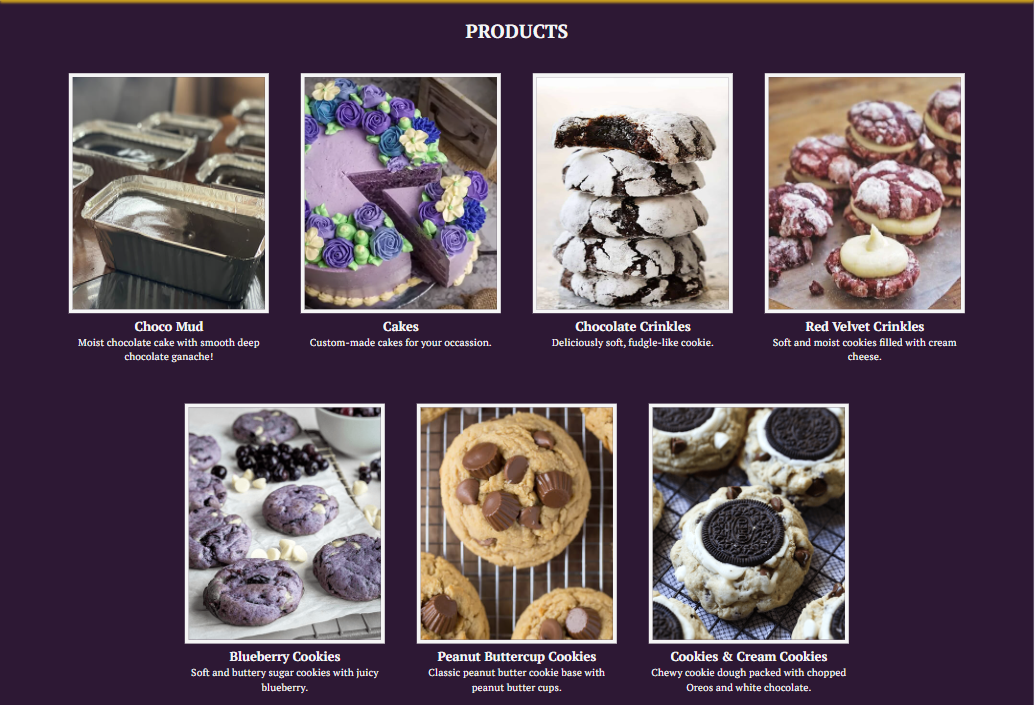 PRODUCTS
Choco Mud
Moist chocolate cake with smooth deep
chocolate ganache!
Cakes
Custom-made cakes for your occassion.
Chocolate Crinkles
Deliciously soft, fudgle-like cookie.
Red Velvet Crinkles
Soft and moist cookies filled with cream
cheese.
Blueberry Cookies
Soft and buttery sugar cookies with juicy
blueberry.
Peanut Buttercup Cookies
Classic peanut butter cookie base with
peanut butter cups.
Cookies & Cream Cookies
Chewy cookie dough packed with chopped
Oreos and white chocolate.